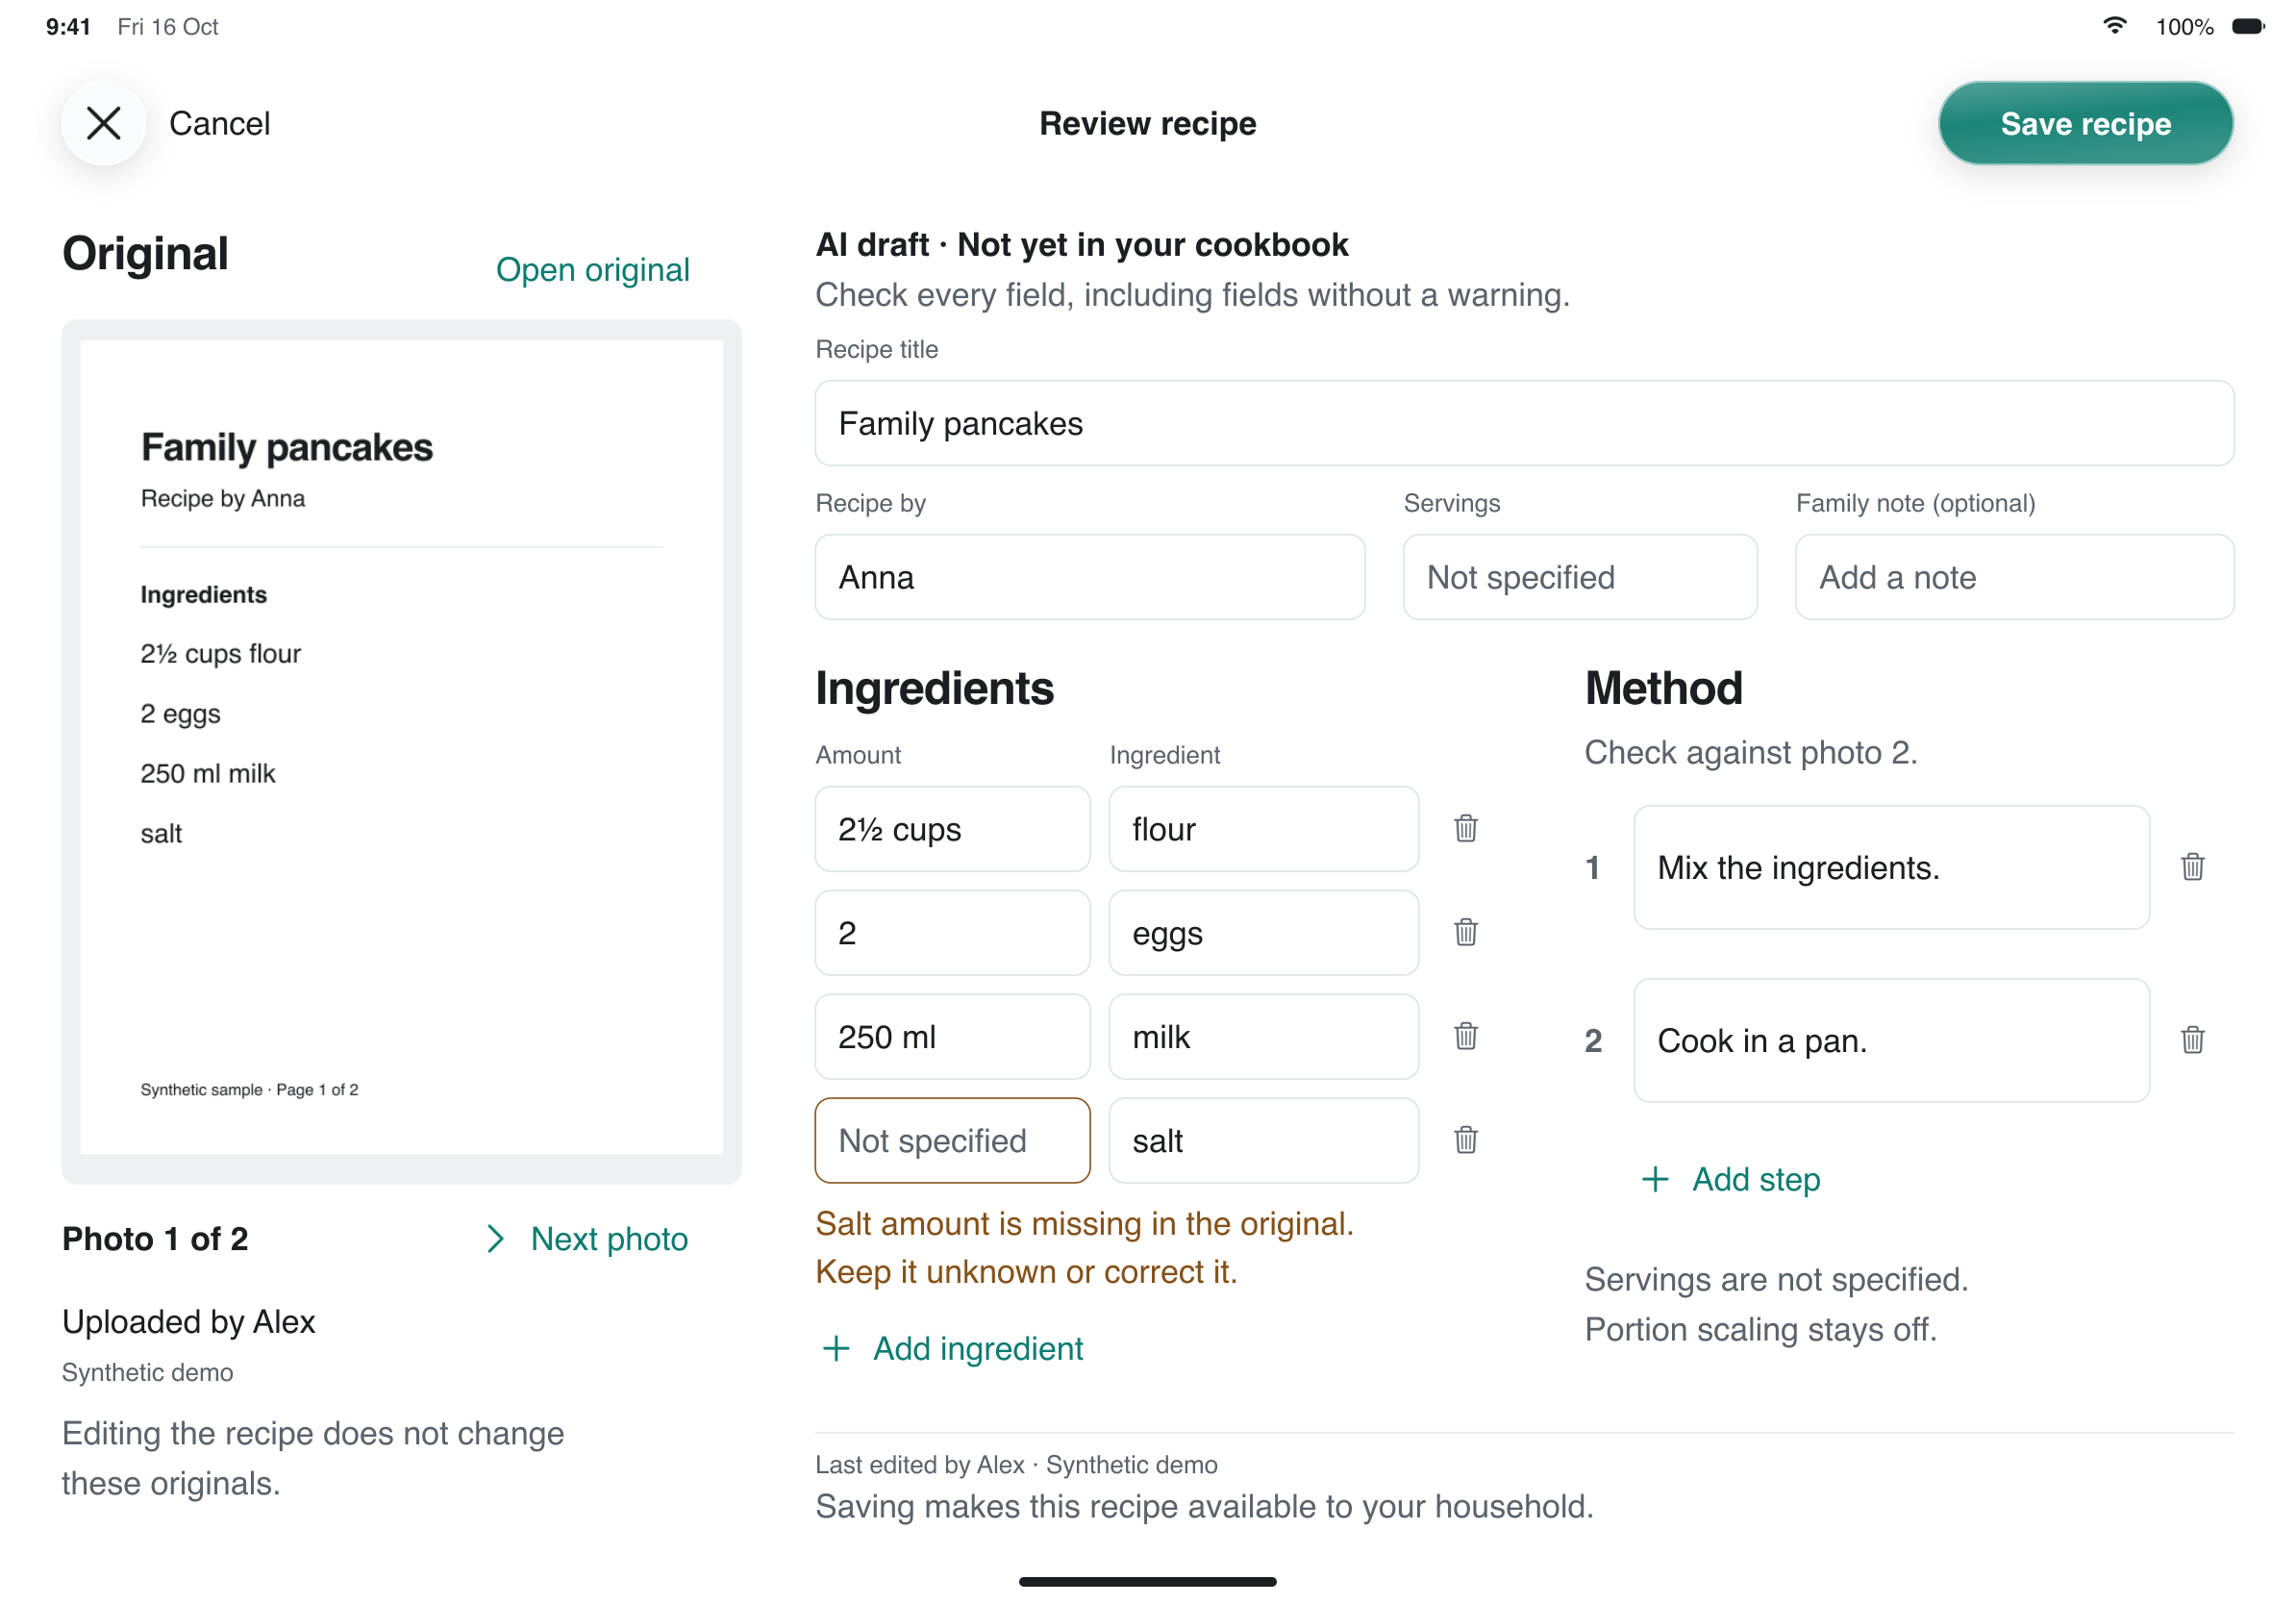 9:41 Fri 16 Oct 100%
Cancel
Review recipe
Save recipe
Original
Open original
Family pancakes
Recipe by Anna
Ingredients
2½ cups flour
2 eggs
250 ml milk
salt
Synthetic sample · Page 1 of 2
Photo 1 of 2
Next photo
Uploaded by Alex
Synthetic demo
Editing the recipe does not change
these originals.
AI draft · Not yet in your cookbook
Check every field, including fields without a warning.
Recipe title
Family pancakes
Recipe by
Anna
Servings
Not specified
Family note (optional)
Add a note
Ingredients
Amount Ingredient
2½ cups flour
2 eggs
250 ml milk
Not specified salt
Salt amount is missing in the original.
Keep it unknown or correct it.
Add ingredient
Method
Check against photo 2.
1 Mix the ingredients.
2 Cook in a pan.
Add step
Servings are not specified.
Portion scaling stays off.
Last edited by Alex · Synthetic demo
Saving makes this recipe available to your household.